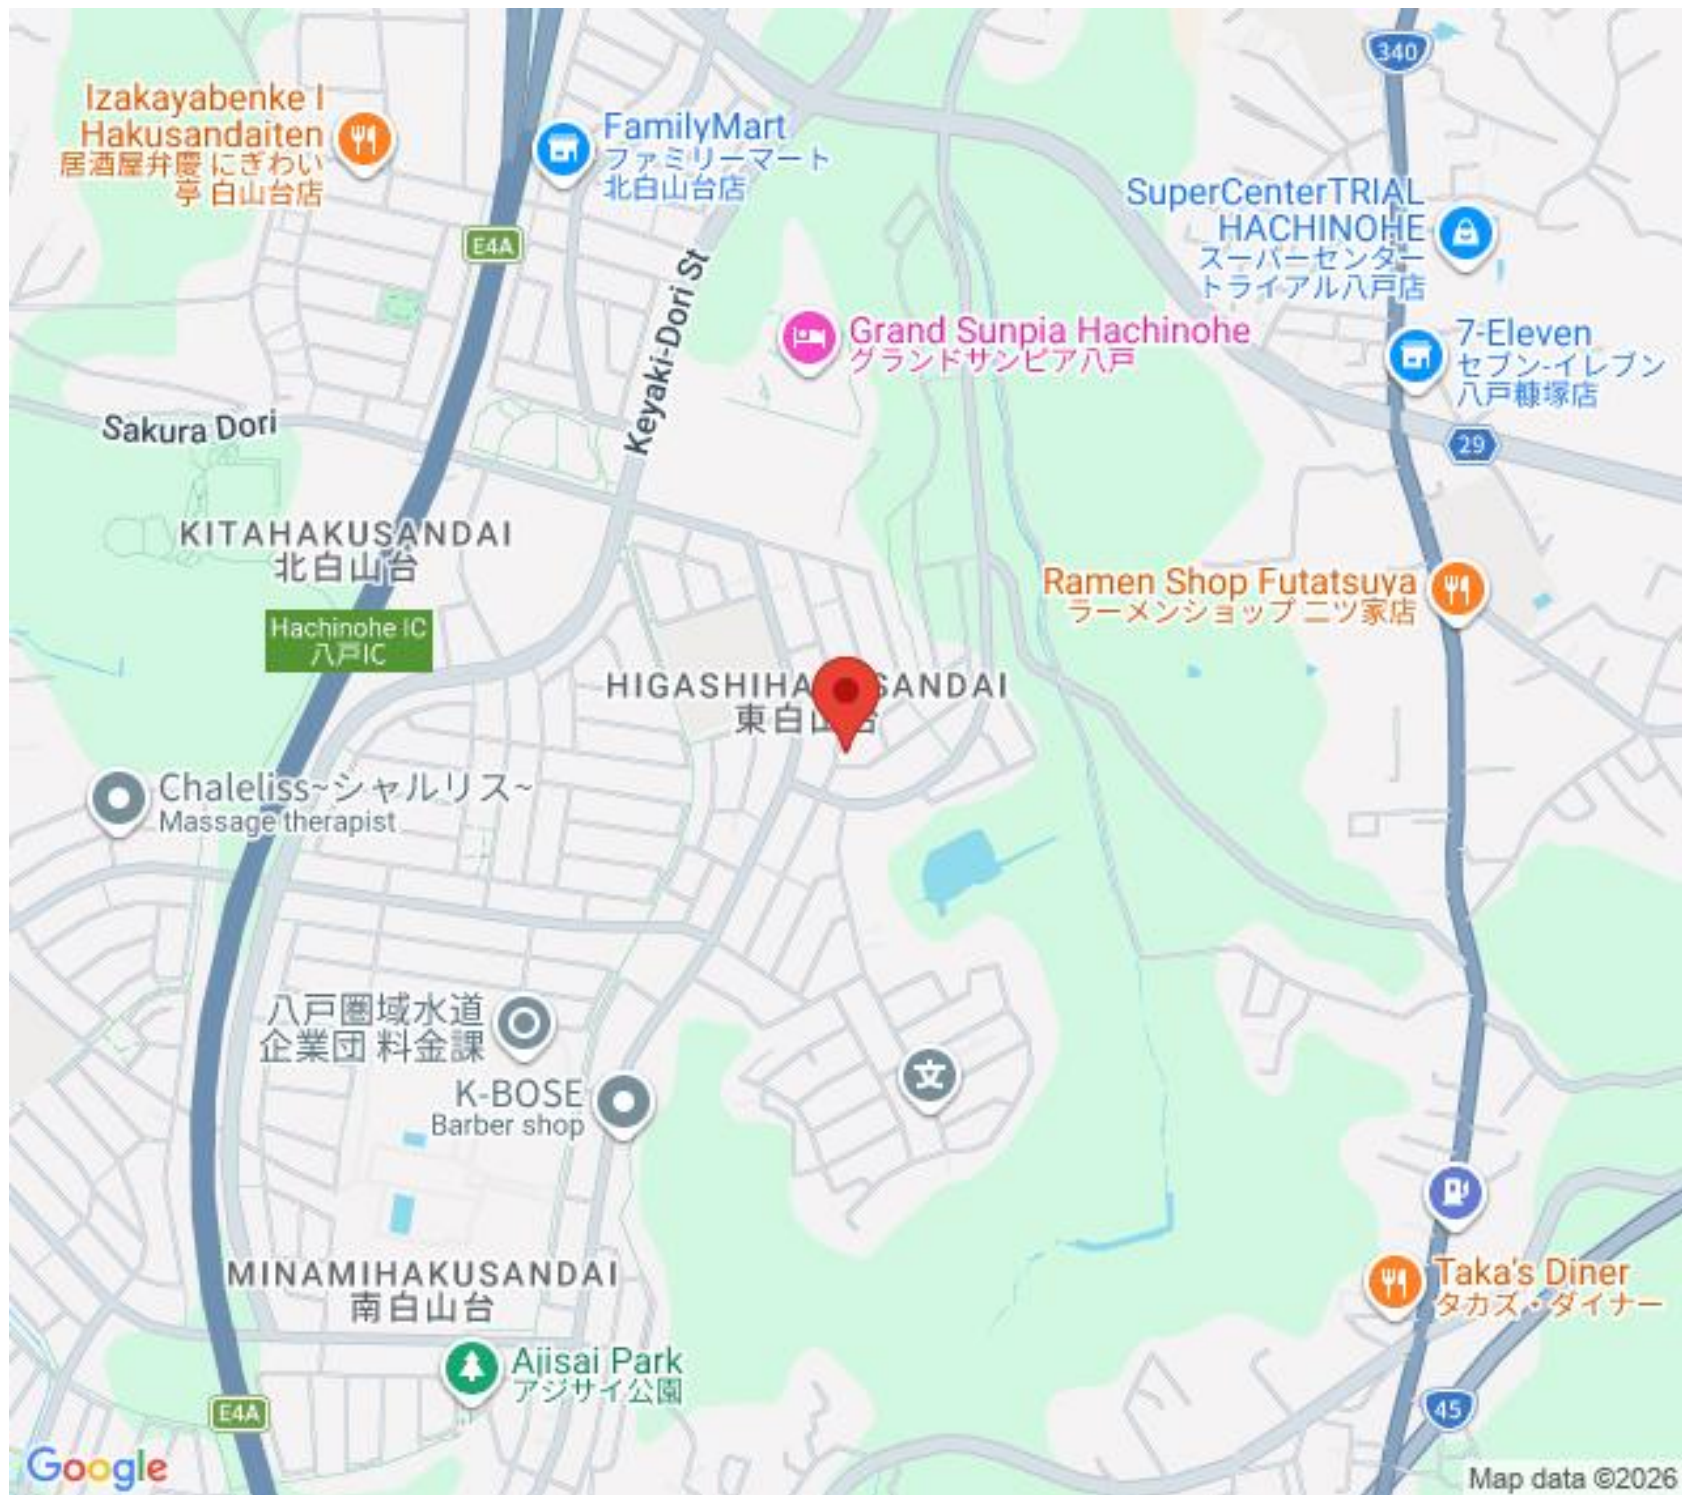 340
Izakayabenke I
Hakusandaiten
居酒屋弁慶 にぎわい
亭 白山台店
FamilyMart
ファミリーマート
北白山台店
SuperCenterTRIAL
HACHINOHE
スーパーセンター
トライアル八戸店
E4A
Keyaki-Dori St
Grand Sunpia Hachinohe
グランドサンピア八戸
7-Eleven
セブン-イレブン
八戸糠塚店
Sakura Dori
29
KITAHAKUSANDAI
北白山台
Ramen Shop Futatsuya
ラーメンショップ 二ツ家店
Hachinohe IC
八戸IC
HIGASHIHA SANDAI
東白山台
Chaleliss~シャルリス~
Massage therapist
八戸圏域水道
企業団 料金課
文
K-BOSE
Barber shop
MINAMIHAKUSANDAI
南白山台
Taka's Diner
タカズ・ダイナー
Ajisai Park
アジサイ公園
E4A
45
Google
Map data ©2026